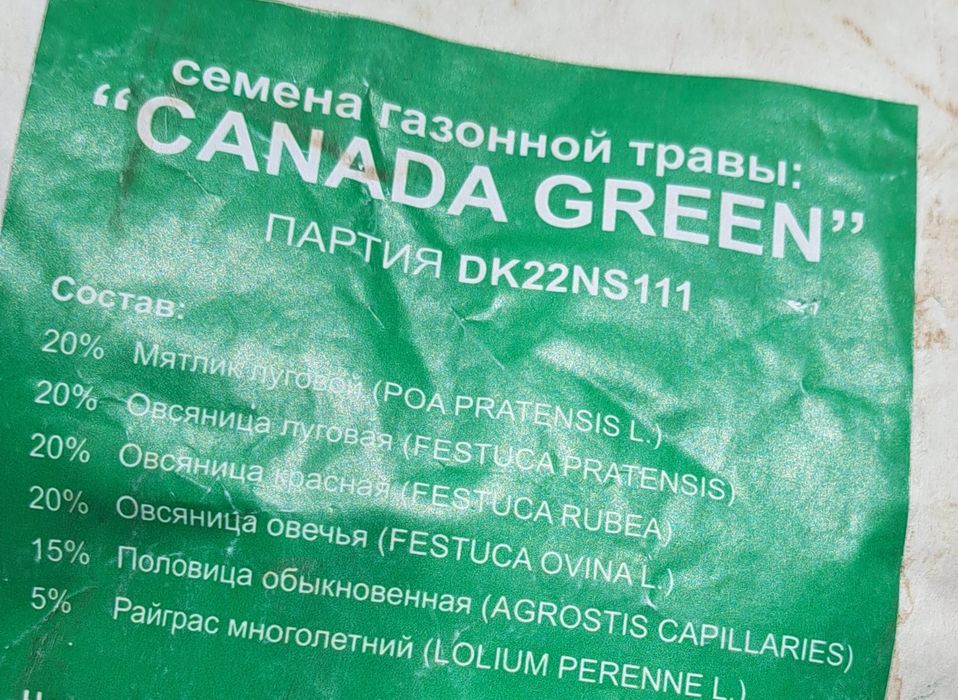 семена газонной травы:
“CANADA GREEN”
ПАРТИЯ DK22NS111
Состав:
20% Мятлик луговой (POA PRATENSIS L.)
20% Овсяница луговая (FESTUCA PRATENSIS)
20% Овсяница красная (FESTUCA RUBEA)
20% Овсяница овечья (FESTUCA OVINA L.)
15% Половица обыкновенная (AGROSTIS CAPILLARIES)
5% Райграс многолетний (LOLIUM PERENNE L.)